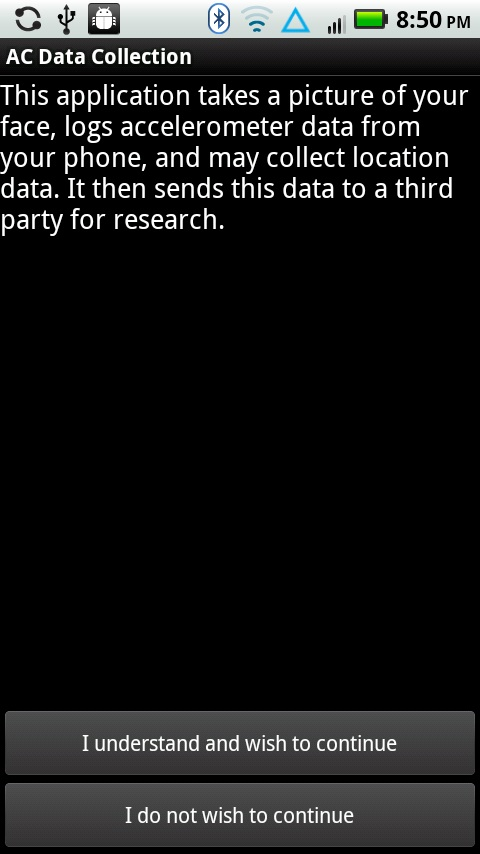 8:50 PM
AC Data Collection
This application takes a picture of your
face, logs accelerometer data from
your phone, and may collect location
data. It then sends this data to a third
party for research.
I understand and wish to continue
I do not wish to continue